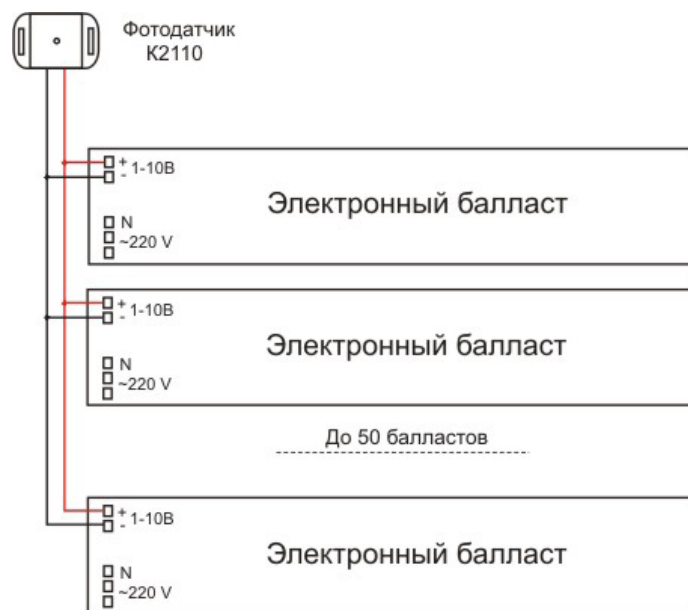 Фотодатчик
К2110
+ 1-10В
-
Электронный балласт
N
~220 V
+ 1-10В
-
Электронный балласт
N
~220 V
До 50 балластов
+ 1-10В
-
Электронный балласт
N
~220 V